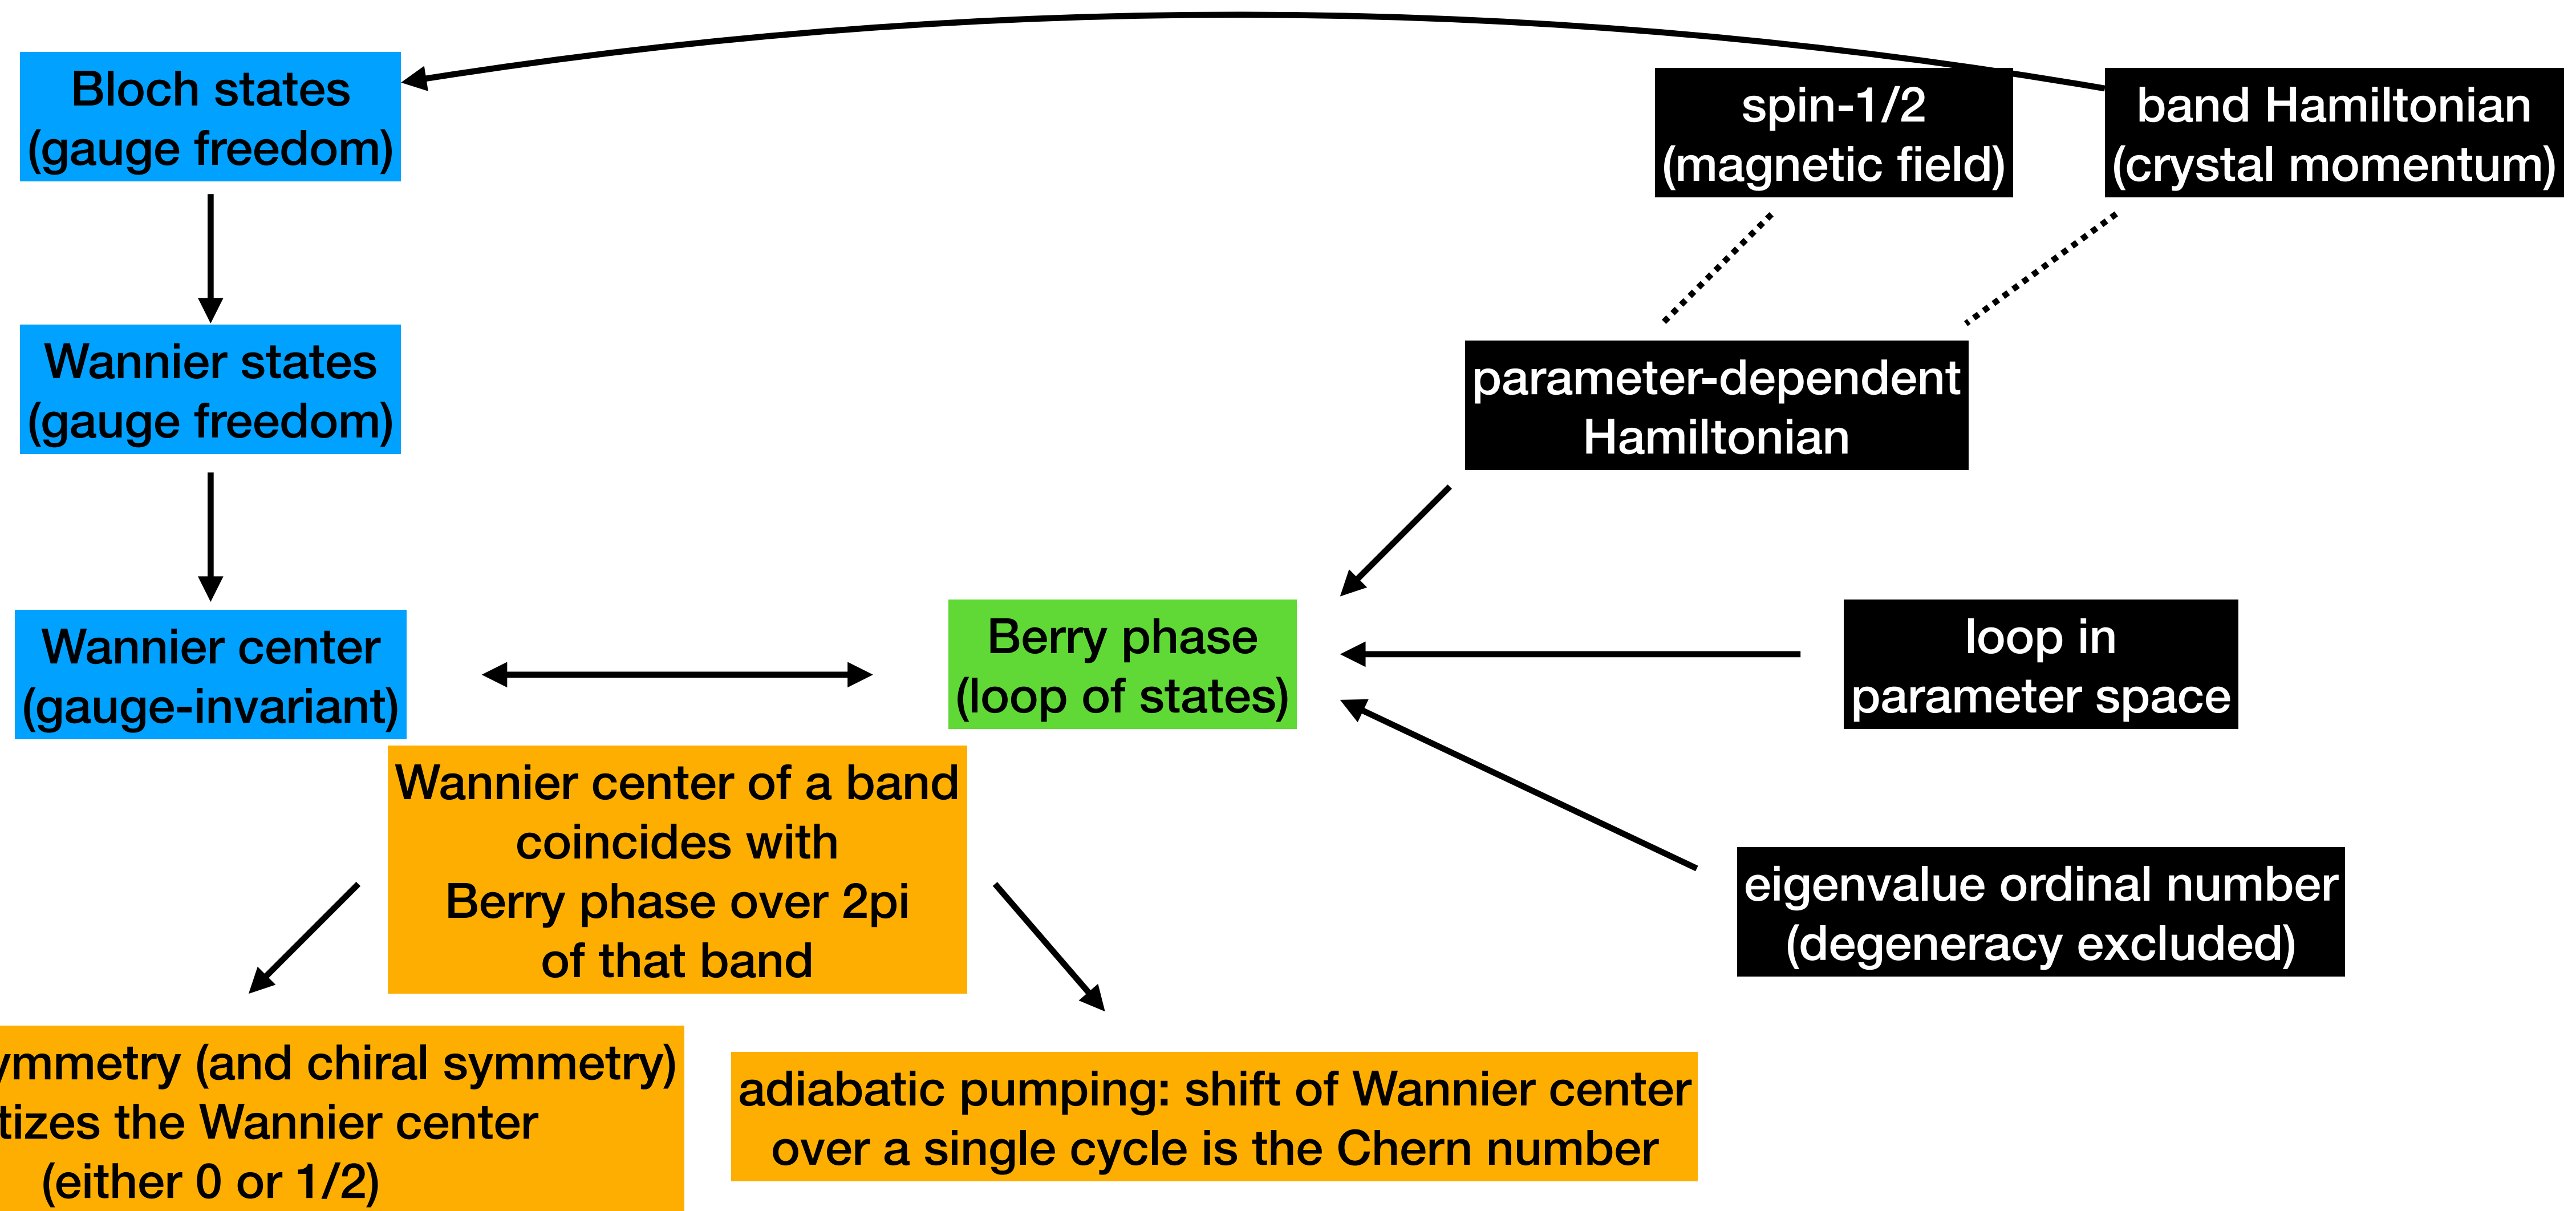 Bloch states
(gauge freedom)
spin-1/2
(magnetic field)
band Hamiltonian
(crystal momentum)
Wannier states
(gauge freedom)
parameter-dependent
Hamiltonian
Wannier center
(gauge-invariant)
Berry phase
(loop of states)
loop in
parameter space
Wannier center of a band
coincides with
Berry phase over 2pi
of that band
eigenvalue ordinal number
(degeneracy excluded)
(and chiral symmetry)
the Wannier center
(either 0 or 1/2)
adiabatic pumping: shift of Wannier center
over a single cycle is the Chern number